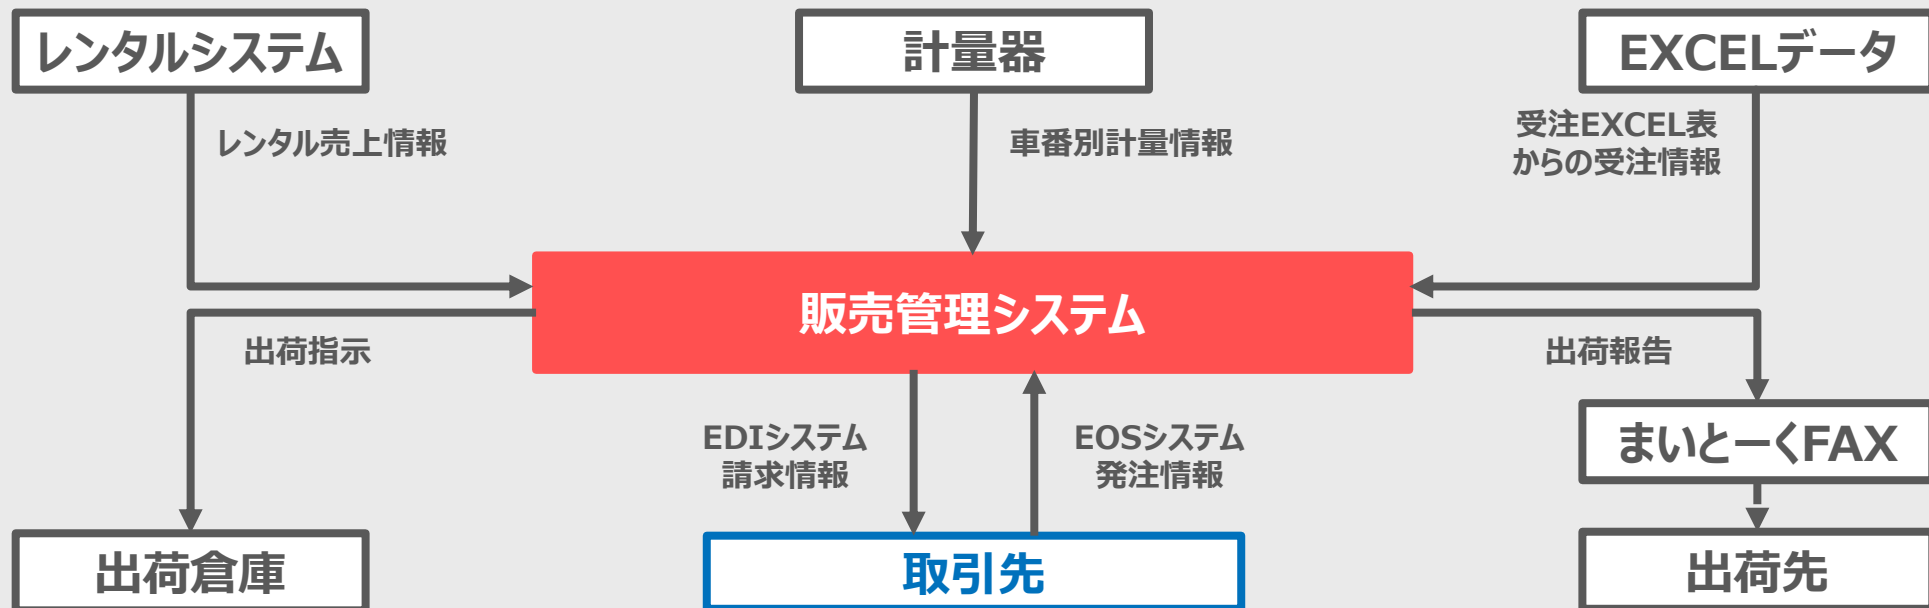 レンタルシステム
計量器
EXCELデータ
レンタル売上情報
車番別計量情報
受注EXCEL表
からの受注情報
販売管理システム
出荷指示
出荷報告
EDIシステム
請求情報
EOSシステム
発注情報
まいとーくFAX
出荷倉庫
取引先
出荷先